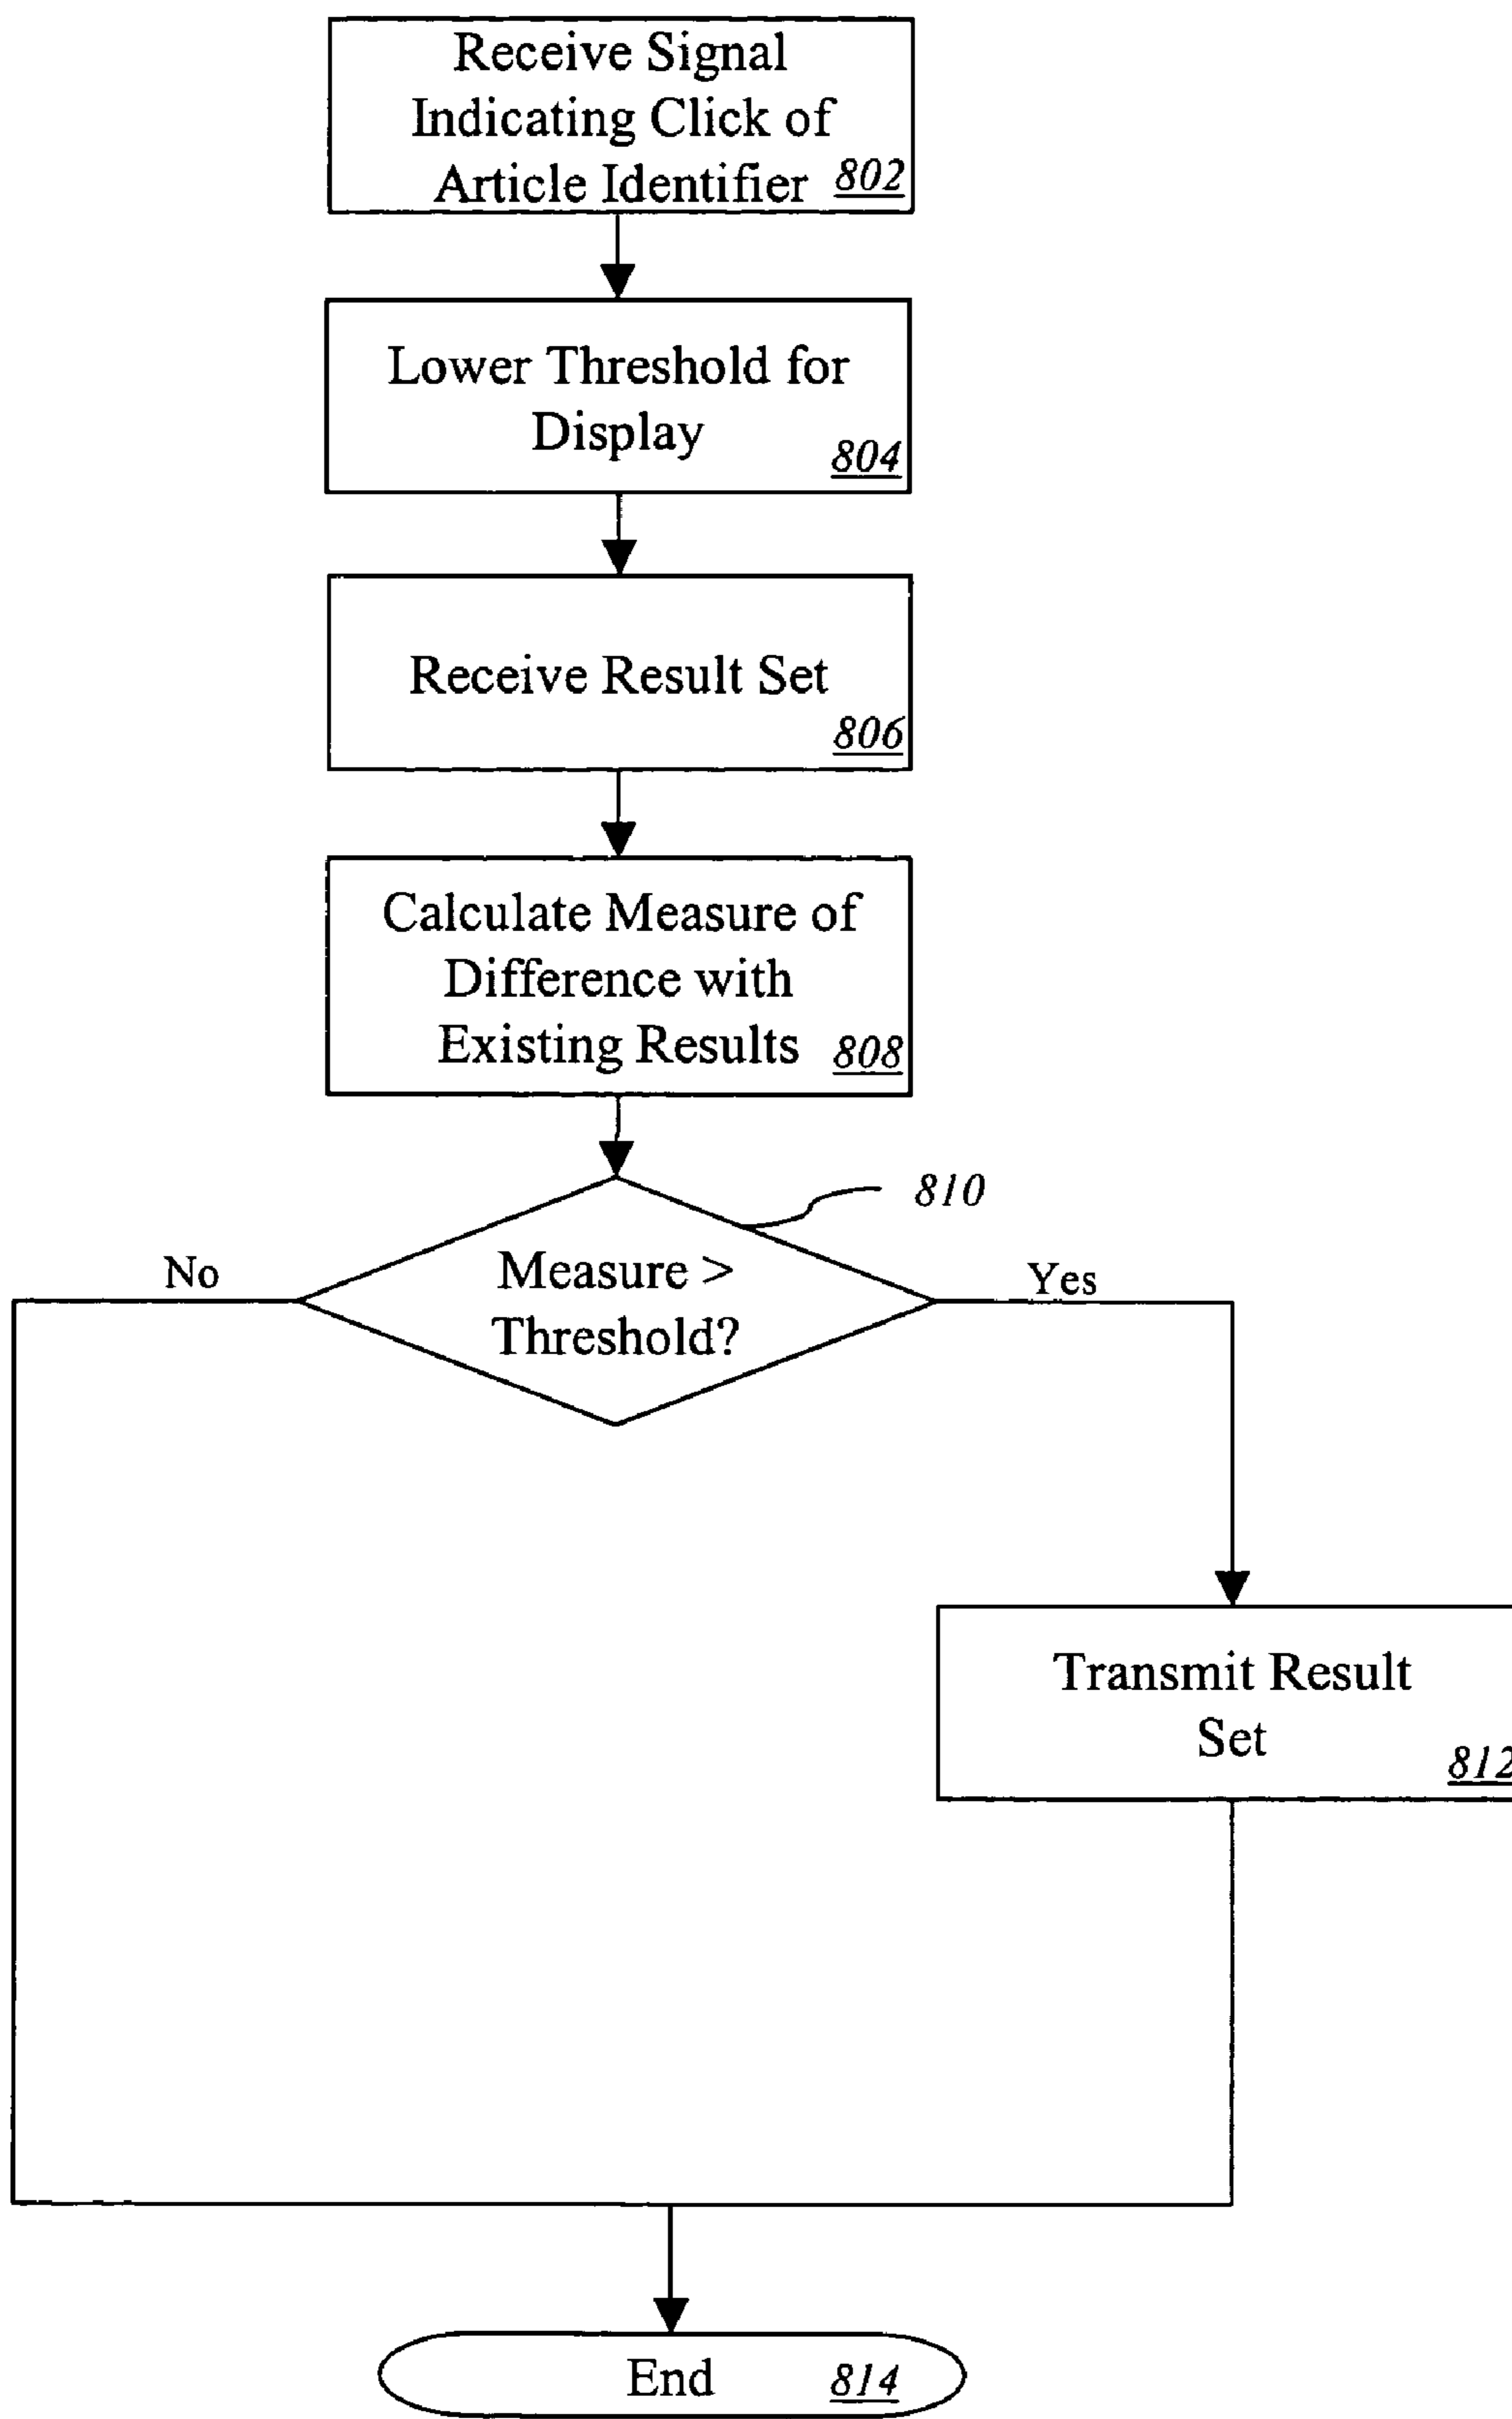 Receive Signal
Indicating Click of
Article Identifier 802
Lower Threshold for
Display
804
Receive Result Set
806
Calculate Measure of
Difference with
Existing Results 808
810
No
Measure >
Yes
Threshold?
Transmit Result
Set
812
End 814